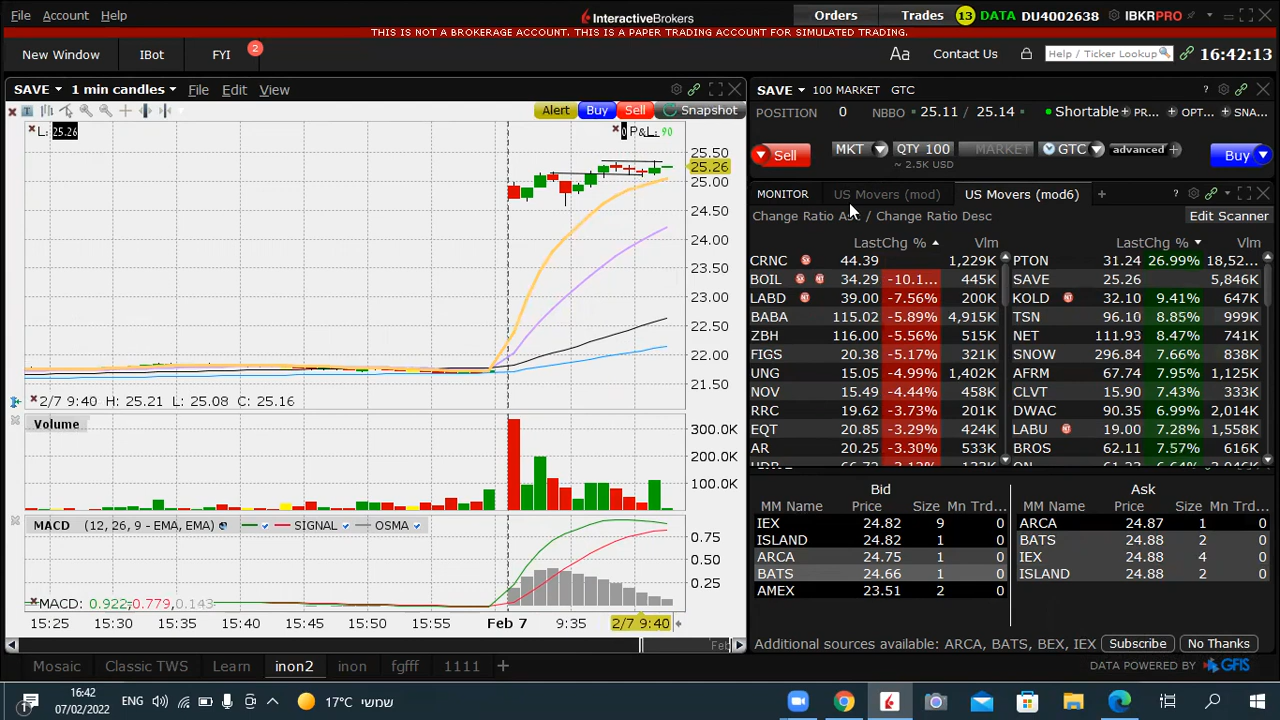 File Account Help InteractiveBrokers Orders Trades 13 DATA DU4002638 IBKRPRO
THIS IS NOT A BROKERAGE ACCOUNT. THIS IS A PAPER TRADING ACCOUNT FOR SIMULATED TRADING.
New Window IBot FYI 2 Aa Contact Us Help / Ticker Lookup 16:42:13
SAVE 1 min candles File Edit View
Alert Buy Sell Snapshot
L: 25.26 0 P&L: 90
25.50
25.26
25.00
24.50
24.00
23.50
23.00
22.50
22.00
21.50
2/7 9:40 H: 25.21 L: 25.08 C: 25.16
Volume
300.0K
200.0K
100.0K
MACD (12, 26, 9 - EMA, EMA) SIGNAL OSMA
0.75
0.50
0.25
MACD: 0.922,0.779,0.143
15:25 15:30 15:35 15:40 15:45 15:50 15:55 Feb 7 9:35 2/7 9:40
Feb
SAVE 100 MARKET GTC ?
POSITION 0 NBBO 25.11 / 25.14 Shortable + PR... + OPT... + SNA...
Sell MKT QTY 100 MARKET GTC advanced + Buy
~ 2.5K USD
MONITOR US Movers (mod) US Movers (mod6) + ?
Change Ratio As / Change Ratio Desc Edit Scanner
Last Chg % Vlm Last Chg % Vlm
CRNC 44.39 1,229K PTON 31.24 26.99% 18,52...
BOIL 34.29 -10.1... 445K SAVE 25.26 5,846K
LABD 39.00 -7.56% 200K KOLD 32.10 9.41% 647K
BABA 115.02 -5.89% 4,915K TSN 96.10 8.85% 999K
ZBH 116.00 -5.56% 515K NET 111.93 8.47% 741K
FIGS 20.38 -5.17% 321K SNOW 296.84 7.66% 858K
UNG 15.05 -4.99% 1,402K AFRM 67.74 7.95% 1,125K
NOV 15.49 -4.44% 458K CLVT 15.90 7.43% 333K
RRC 19.62 -3.73% 201K DWAC 90.35 6.99% 2,014K
EQT 20.85 -3.29% 424K LABU 19.00 7.28% 1,558K
AR 20.25 -3.30% 533K BROS 62.11 7.57% 616K
Bid Ask
MM Name Price Size Mn Trd MM Name Price Size Mn Trd
IEX 24.82 9 0 ARCA 24.87 1 0
ISLAND 24.82 1 0 BATS 24.88 2 0
ARCA 24.75 1 0 IEX 24.88 4 0
BATS 24.66 1 0 ISLAND 24.88 2 0
AMEX 23.51 2 0
Additional sources available: ARCA, BATS, BEX, IEX Subscribe No Thanks
Mosaic Classic TWS Learn inon2 inon fgfff 1111 + DATA POWERED BY GFIS
16:42
07/02/2022
ENG 17°C שמשי